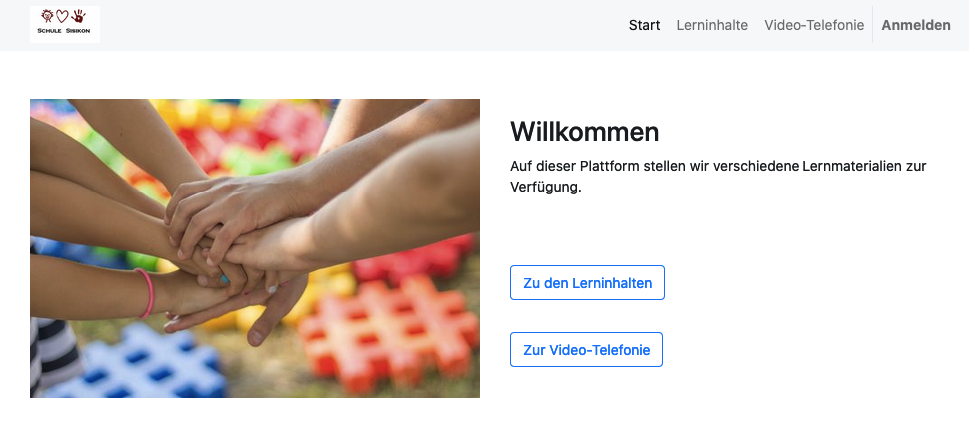 SCHULE SISIKON
Start Lerninhalte Video-Telefonie Anmelden
Willkommen
Auf dieser Plattform stellen wir verschiedene Lernmaterialien zur
Verfügung.
Zu den Lerninhalten
Zur Video-Telefonie